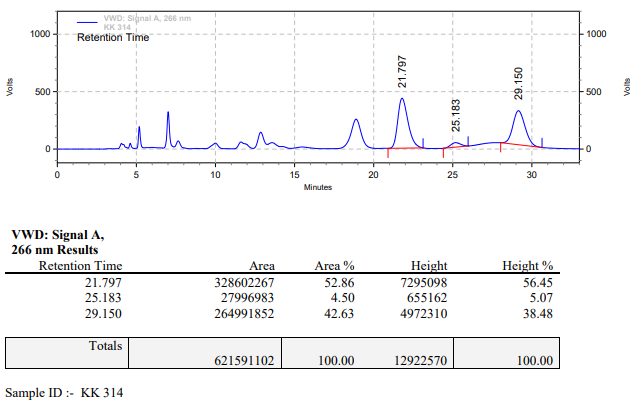 VWD: Signal A, 266 nm
KK 314
Retention Time
1000
500
0
Volts
21.797
25.183
29.150
1000
500
0
Volts
0 5 10 15 20 25 30
Minutes
VWD: Signal A,
266 nm Results
Retention Time Area Area % Height Height %
21.797 328602267 52.86 7295098 56.45
25.183 27996983 4.50 655162 5.07
29.150 264991852 42.63 4972310 38.48
Totals
621591102 100.00 12922570 100.00
Sample ID :- KK 314